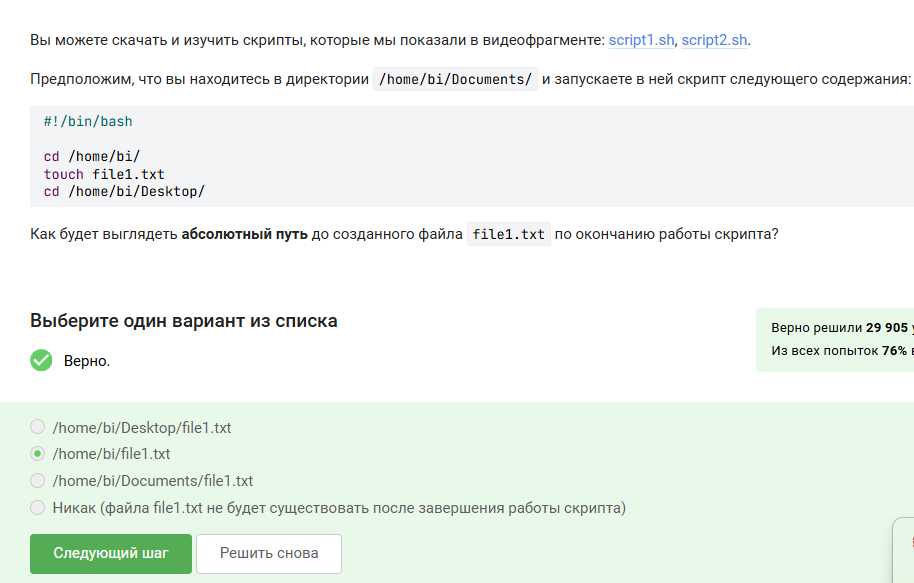 Вы можете скачать и изучить скрипты, которые мы показали в видеофрагменте: script1.sh, script2.sh.
Предположим, что вы находитесь в директории /home/bi/Documents/ и запускаете в ней скрипт следующего содержания:
#!/bin/bash
cd /home/bi/
touch file1.txt
cd /home/bi/Desktop/
Как будет выглядеть абсолютный путь до созданного файла file1.txt по окончанию работы скрипта?
Выберите один вариант из списка
Верно решили 29 905
Из всех попыток 76%
Верно.
/home/bi/Desktop/file1.txt
/home/bi/file1.txt
/home/bi/Documents/file1.txt
Никак (файла file1.txt не будет существовать после завершения работы скрипта)
Следующий шаг
Решить снова